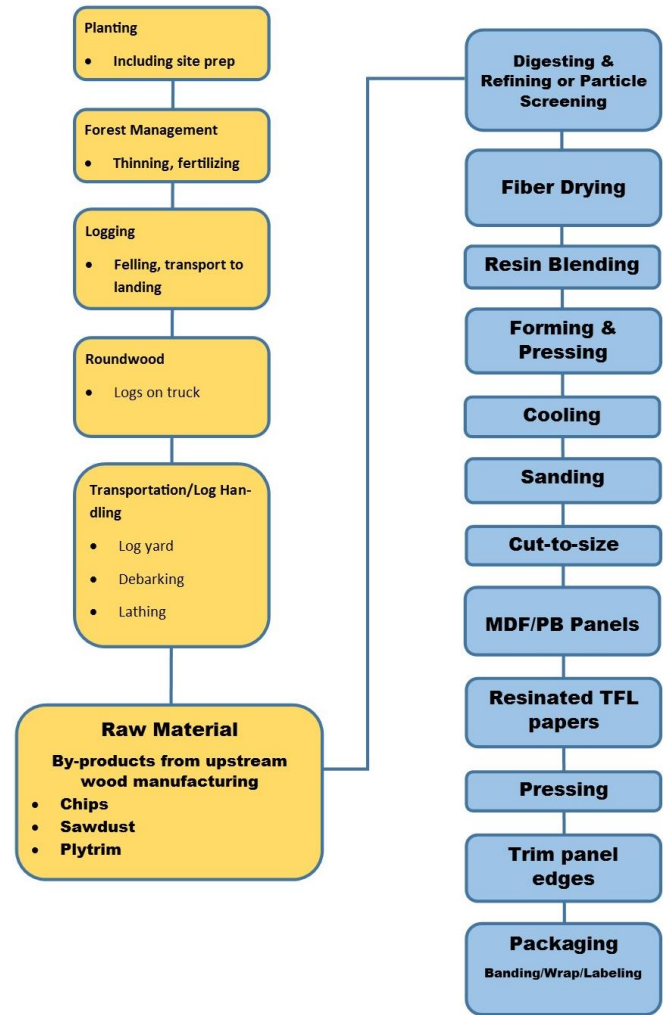 Planting
• Including site prep
Forest Management
• Thinning, fertilizing
Logging
• Felling, transport to
landing
Roundwood
• Logs on truck
Transportation/Log Han-
dling
• Log yard
• Debarking
• Lathing
Raw Material
By-products from upstream
wood manufacturing
• Chips
• Sawdust
• Plytrim
Digesting &
Refining or Particle
Screening
Fiber Drying
Resin Blending
Forming &
Pressing
Cooling
Sanding
Cut-to-size
MDF/PB Panels
Resinated TFL
papers
Pressing
Trim panel
edges
Packaging
Banding/Wrap/Labeling